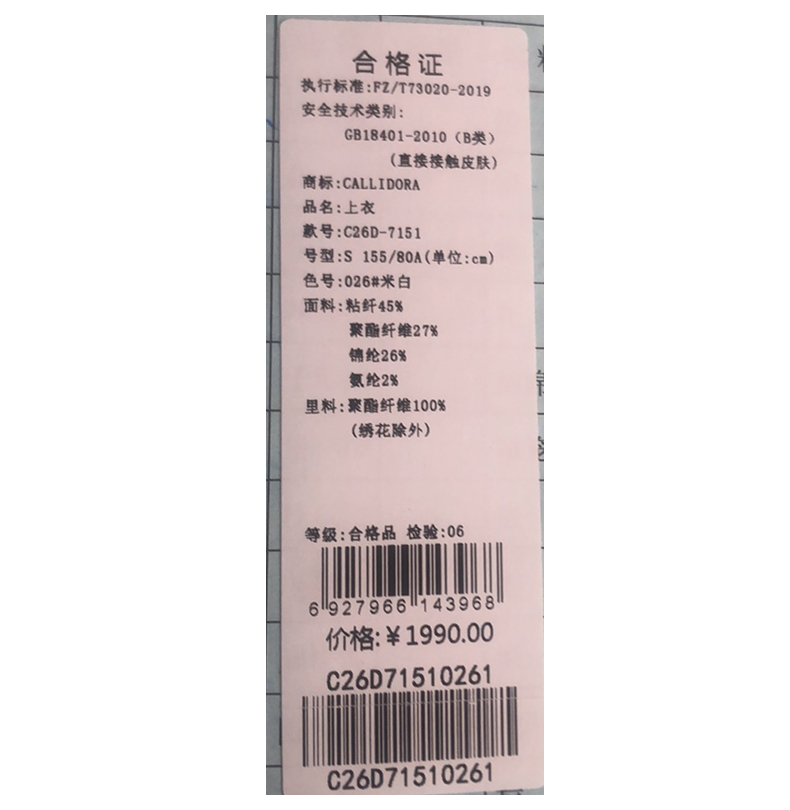 合格证
执行标准:FZ/T73020-2019
安全技术类别:
GB18401-2010（B类）
(直接接触皮肤)
商标:CALLIDORA
品名:上衣
款号:C26D-7151
号型:S 155/80A(单位:cm)
色号:026#米白
面料:粘纤45%
聚酯纤维27%
锦纶26%
氨纶2%
里料:聚酯纤维100%
(绣花除外)
等级:合格品 检验:06
6 927966 143968
价格:￥1990.00
C26D71510261
C26D71510261